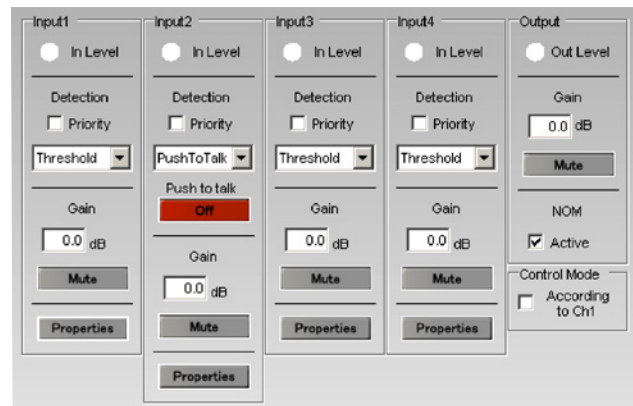 Input1
In Level
Detection
Priority
Threshold
Gain
0.0 dB
Mute
Properties
Input2
In Level
Detection
Priority
PushToTalk
Push to talk
Off
Gain
0.0 dB
Mute
Properties
Input3
In Level
Detection
Priority
Threshold
Gain
0.0 dB
Mute
Properties
Input4
In Level
Detection
Priority
Threshold
Gain
0.0 dB
Mute
Properties
Output
Out Level
Gain
0.0 dB
Mute
NOM
Active
Control Mode
According
to Ch1